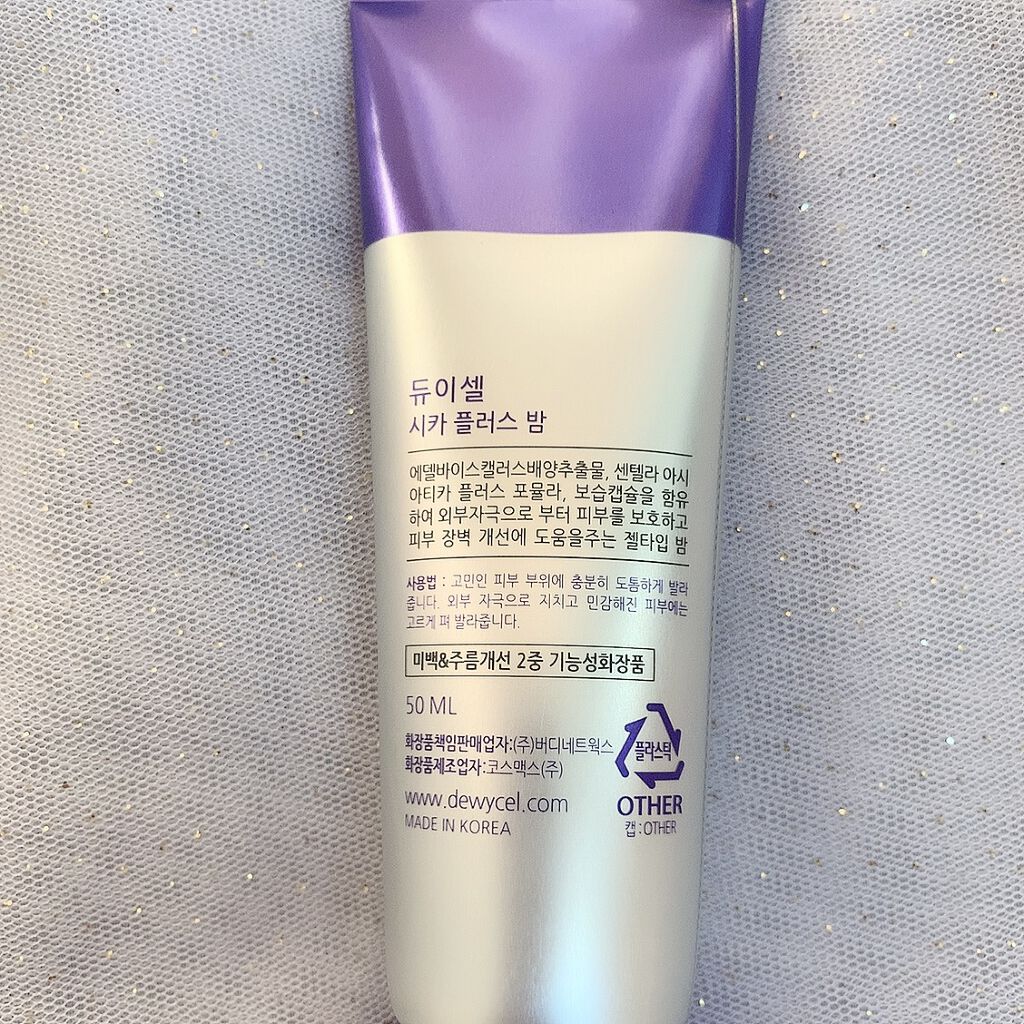 듀이셀
시카 플러스 밤
에델바이스캘러스배양추출물, 센텔라 아시
아티카 플러스 포뮬라, 보습캡슐을 함유
하여 외부자극으로 부터 피부를 보호하고
피부 장벽 개선에 도움을주는 젤타입 밤
사용법 : 고민인 피부 부위에 충분히 도톰하게 발라
줍니다. 외부 자극으로 지치고 민감해진 피부에는
고르게 펴 발라줍니다.
미백&주름개선 2중 기능성화장품
50 ML
화장품책임판매업자:(주)버디네트웍스
화장품제조업자:코스맥스(주)
www.dewycel.com
MADE IN KOREA
플라스틱
OTHER
캡:OTHER